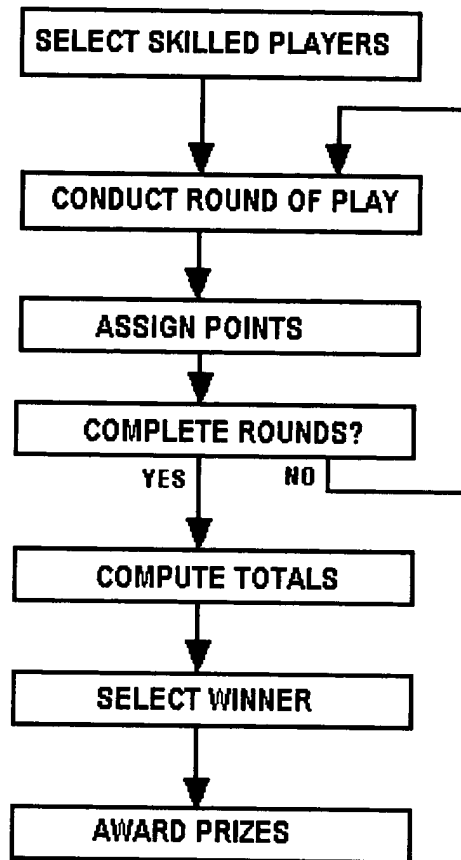 SELECT SKILLED PLAYERS
CONDUCT ROUND OF PLAY
ASSIGN POINTS
COMPLETE ROUNDS?
YES NO
COMPUTE TOTALS
SELECT WINNER
AWARD PRIZES